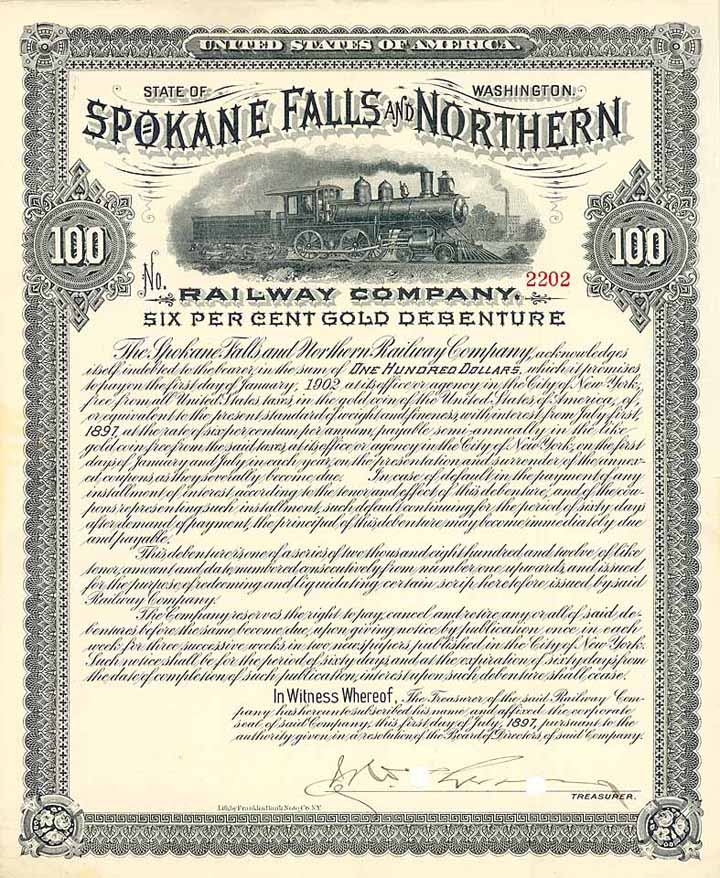 UNITED STATES OF AMERICA.
STATE OF WASHINGTON.
SPOKANE FALLS AND NORTHERN
100 100
No. 2202
RAILWAY COMPANY.
SIX PER CENT GOLD DEBENTURE
The Spokane Falls and Northern Railway Company, acknowledges
itself indebted to the bearer, in the sum of ONE HUNDRED DOLLARS, which it promises
to pay on the first day of January, 1902, at its office or agency in the City of New York,
free from all United States taxes, in the gold coin of the United States of America, of,
or equivalent to the present standard of weight and fineness, with interest from July first,
1897, at the rate of six per centum per annum, payable semi-annually in the like
gold coin free from the said taxes, at its office or agency in the City of New York, on the first
days of January and July in each year, on the presentation and surrender of the annex-
ed coupons, as they severally become due. In case of default in the payment of any
installment of interest according to the tenor and effect of this debenture, and of the cou-
pons representing such installment, such default continuing for the period of sixty days
after demand of payment, the principal of this debenture may become immediately due
and payable.
This debenture is one of a series of two thousand eight hundred and twelve, of like
tenor, amount and date, numbered consecutively from number one, upwards, and issued
for the purpose of redeeming and liquidating certain scrip, heretofore issued by said
Railway Company.
The Company reserves the right to pay, cancel and retire any or all of said de-
bentures before the same become due, upon giving notice by publication once in each
week for three successive weeks in two newspapers published in the City of New York.
Such notice shall be for the period of sixty days and at the expiration of sixty days from
the date of completion of such publication, interest upon such debenture shall cease.
In Witness Whereof, The Treasurer of the said Railway Com-
pany has hereunto subscribed his name, and affixed the corporate
seal of said Company, this first day of July, 1897, pursuant to the
authority given in a resolution of the Board of Directors, of said Company.
TREASURER.
Lith. by Franklin Bank Note Co. N.Y.